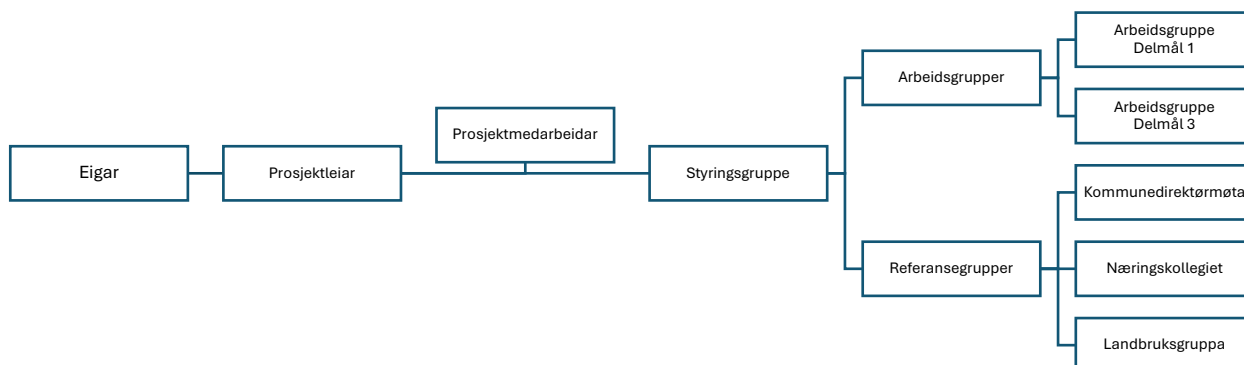 Eigar
Prosjektleiar
Prosjektmedarbeidar
Styringsgruppe
Arbeidsgrupper
Arbeidsgruppe
Delmål 1
Arbeidsgruppe
Delmål 3
Referansegrupper
Kommunedirektørmøta
Næringskollegiet
Landbruksgruppa